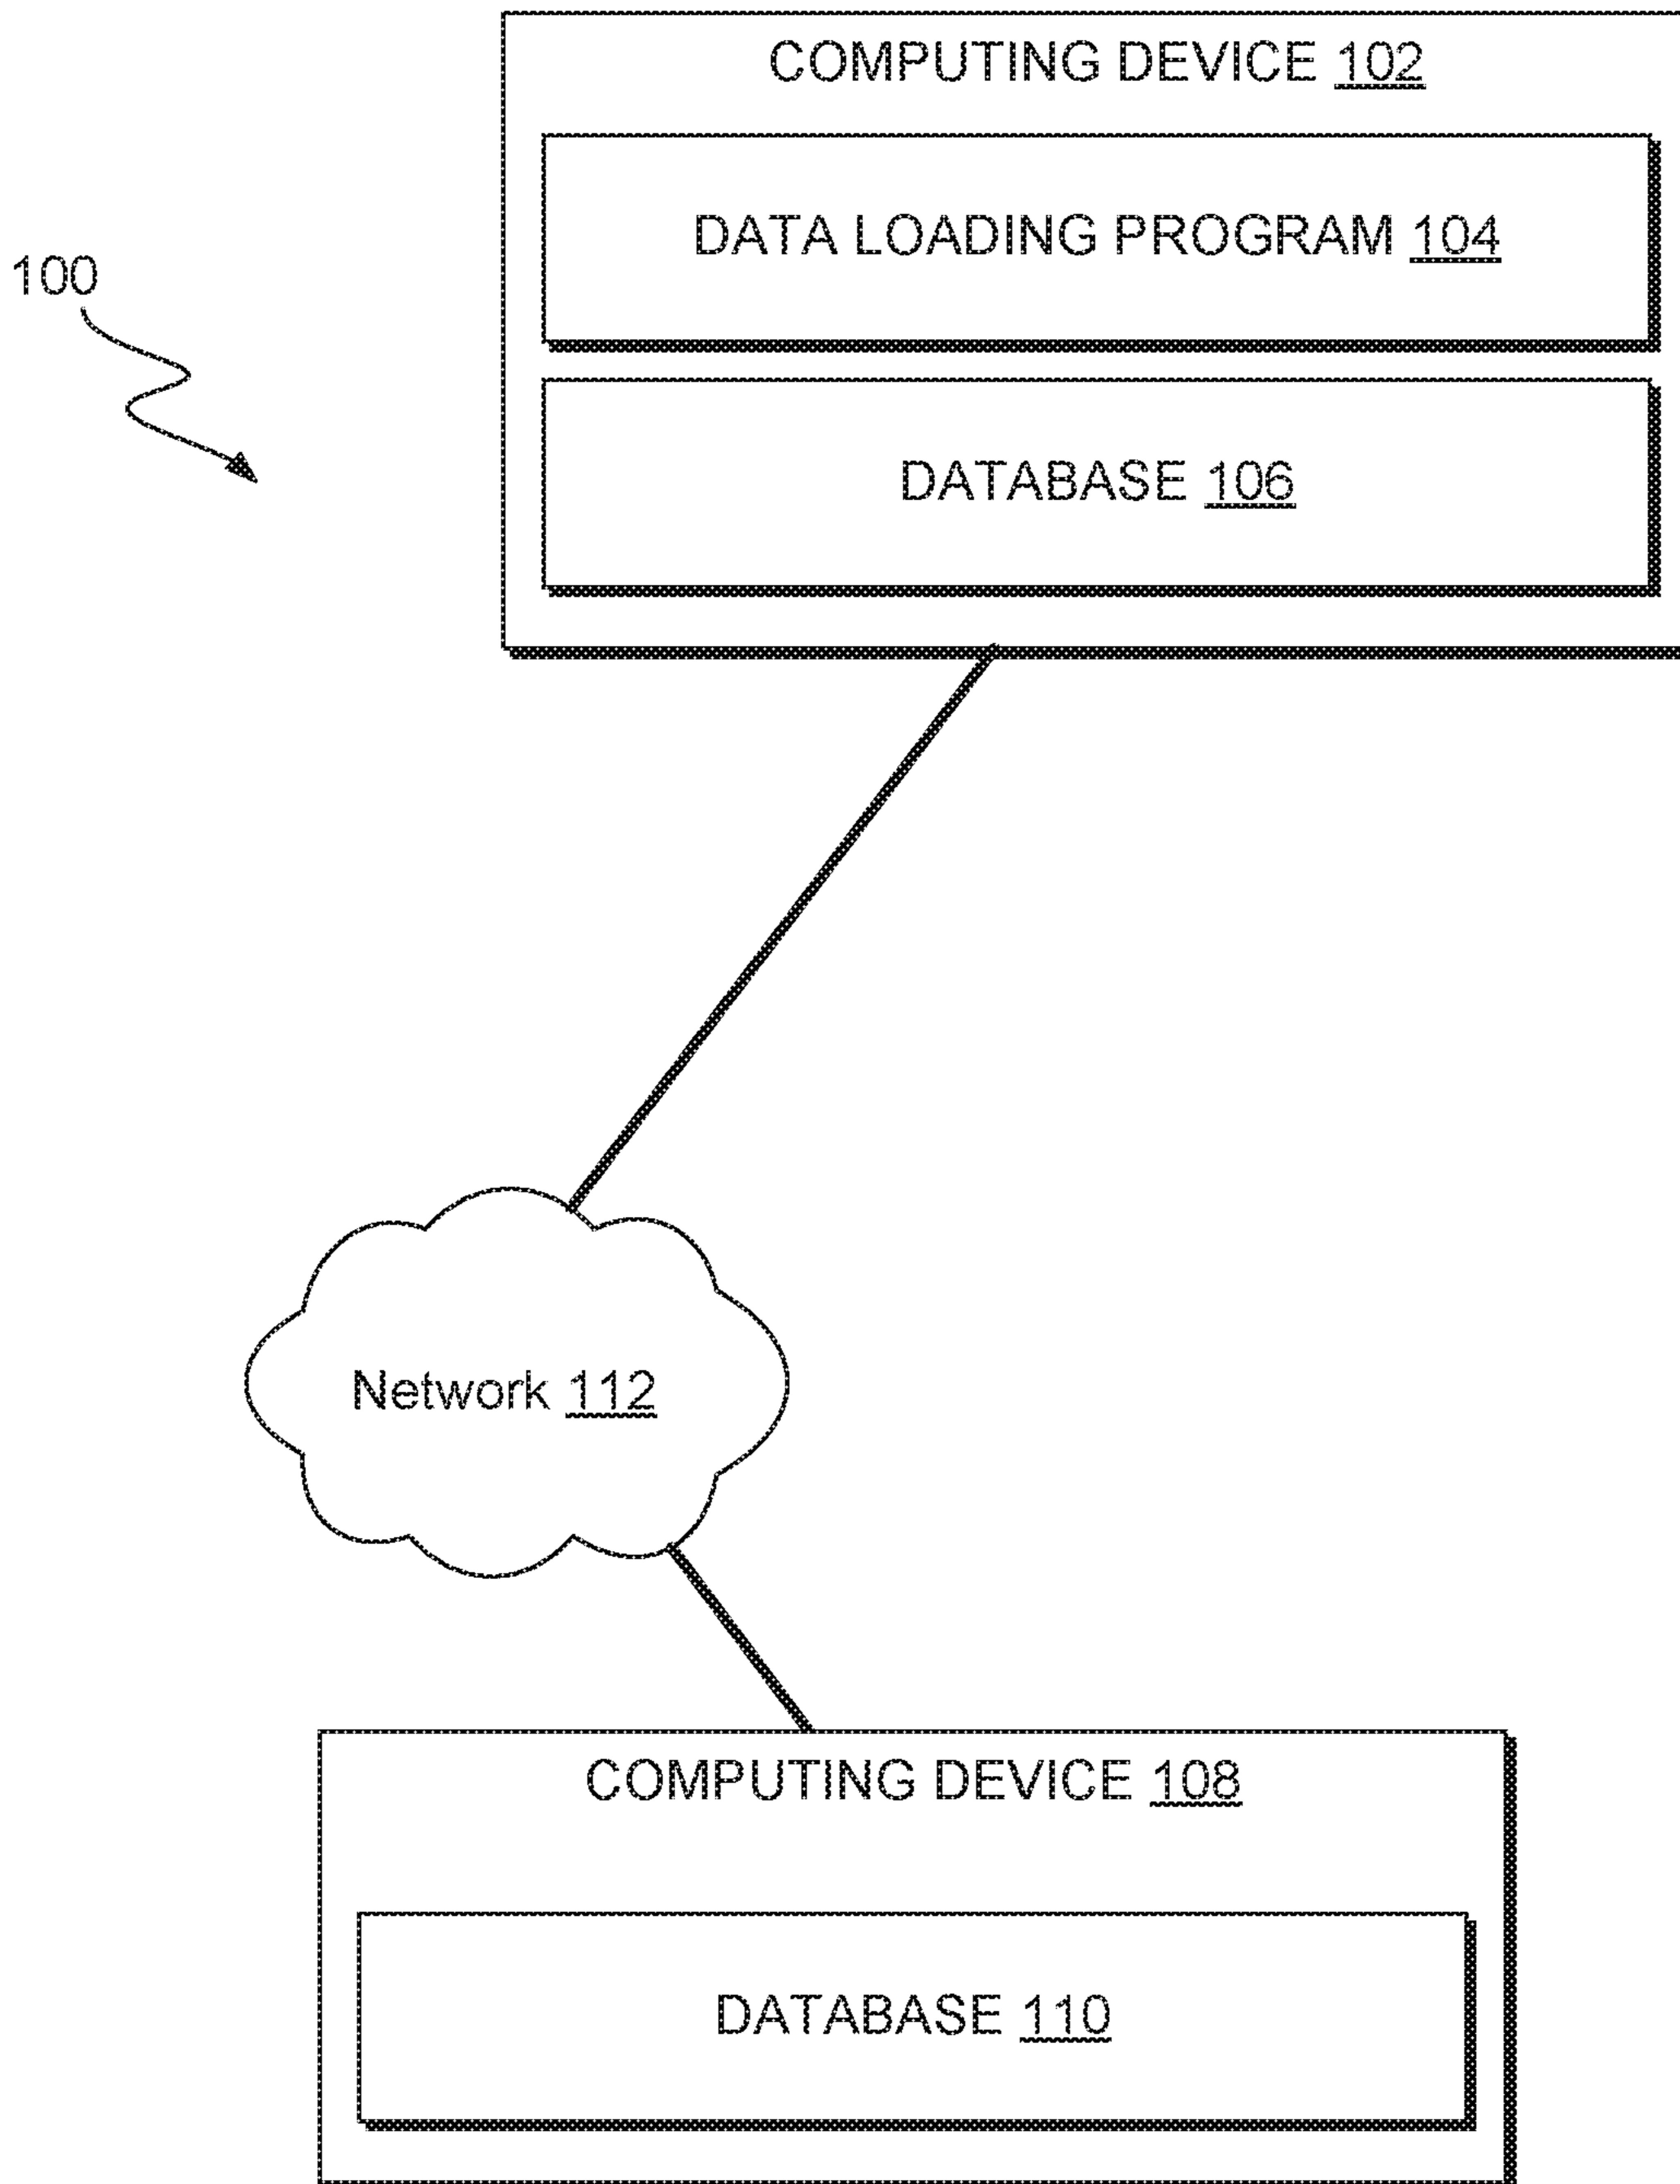 COMPUTING DEVICE 102
DATA LOADING PROGRAM 104
100
DATABASE 106
Network 112
COMPUTING DEVICE 108
DATABASE 110